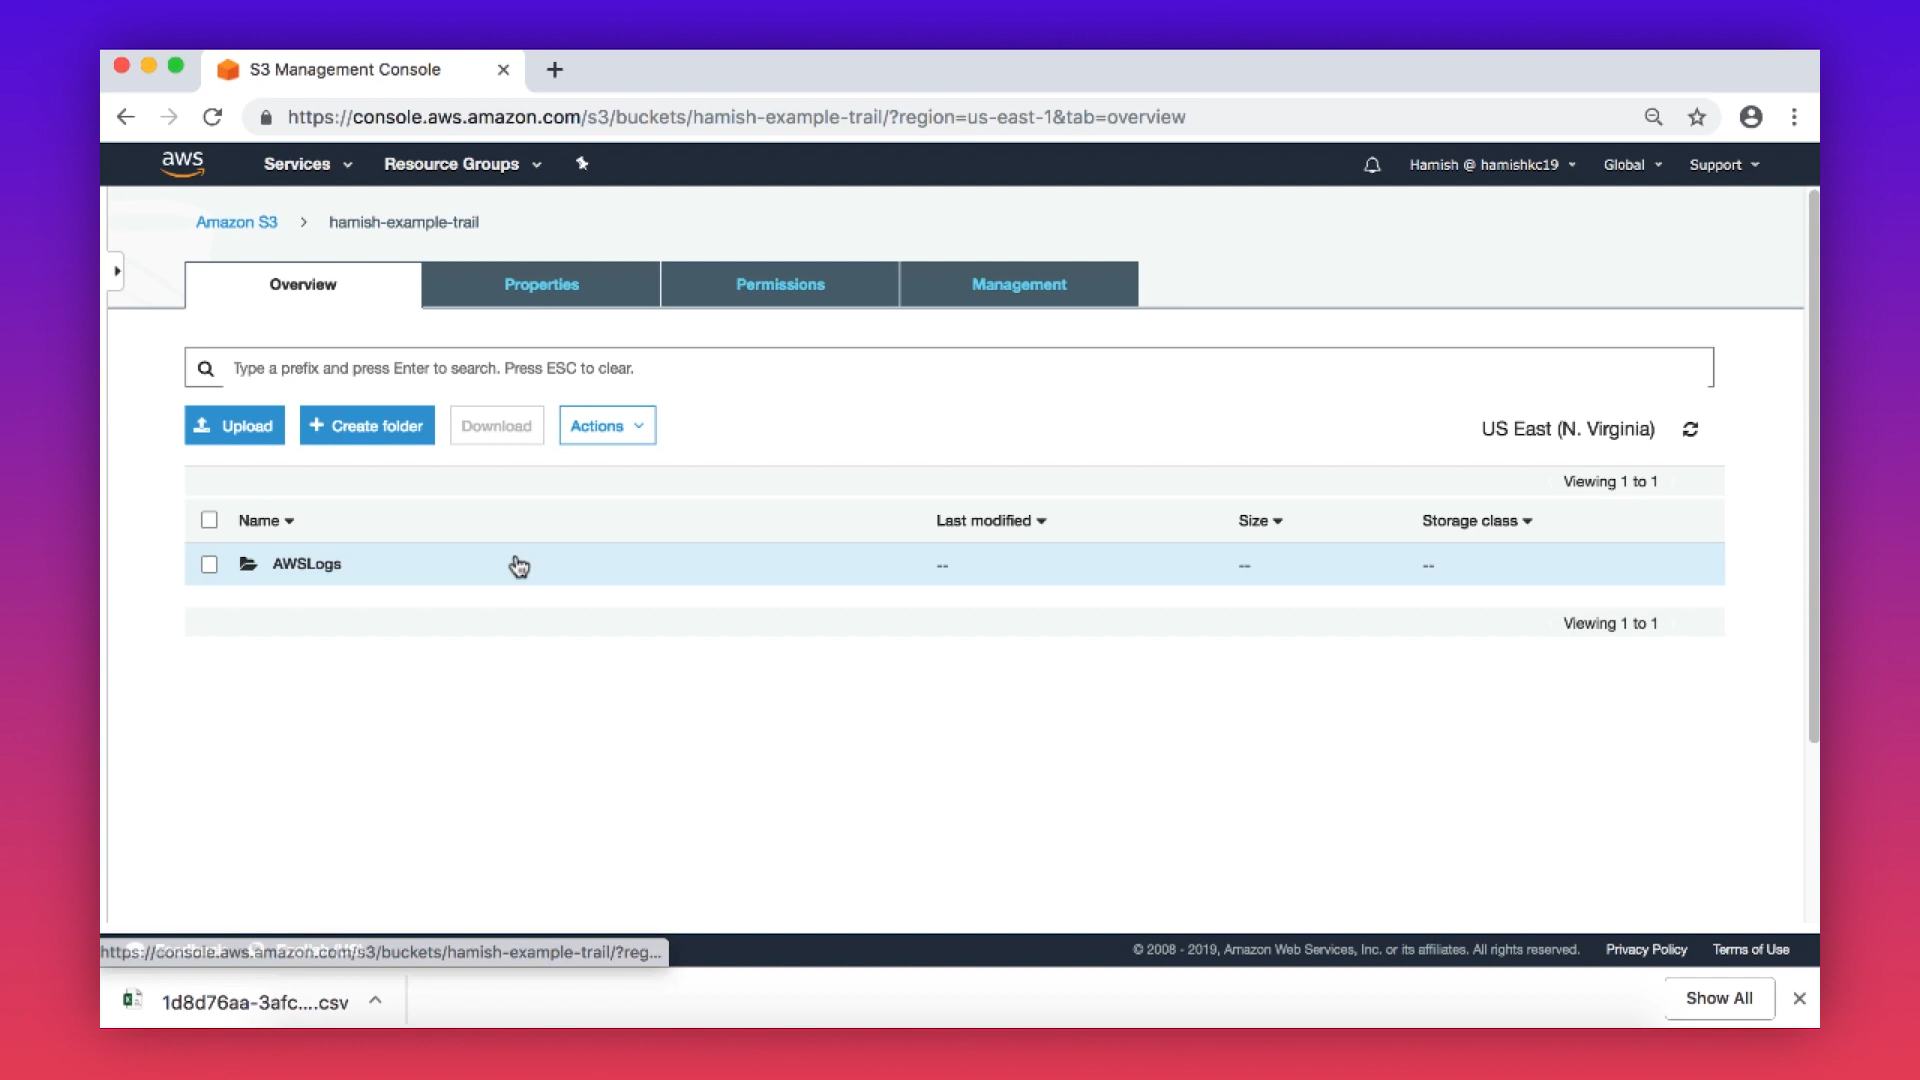 S3 Management Console
https://console.aws.amazon.com/s3/buckets/hamish-example-trail/?region=us-east-1&tab=overview
aws Services Resource Groups Hamish @ hamishkc19 Global Support
Amazon S3 > hamish-example-trail
Overview Properties Permissions Management
Type a prefix and press Enter to search. Press ESC to clear.
Upload Create folder Download Actions US East (N. Virginia)
Viewing 1 to 1
Name Last modified Size Storage class
AWSLogs -- -- --
Viewing 1 to 1
https://console.aws.amazon.com/s3/buckets/hamish-example-trail/?reg...
© 2008 - 2019, Amazon Web Services, Inc. or its affiliates. All rights reserved. Privacy Policy Terms of Use
1d8d76aa-3afc....csv Show All